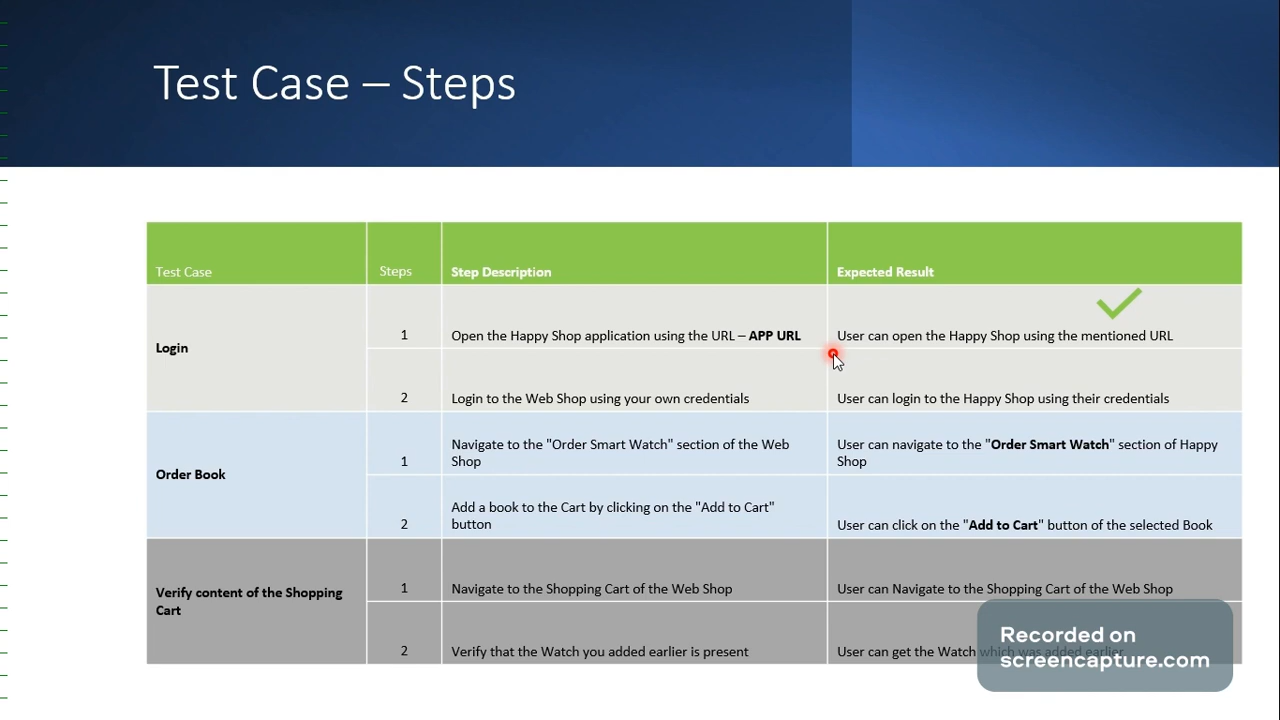 Test Case – Steps
Test Case Steps Step Description Expected Result
Login
1 Open the Happy Shop application using the URL – APP URL User can open the Happy Shop using the mentioned URL
2 Login to the Web Shop using your own credentials User can login to the Happy Shop using their credentials
Order Book
1 Navigate to the "Order Smart Watch" section of the Web
Shop
User can navigate to the "Order Smart Watch" section of Happy
Shop
2 Add a book to the Cart by clicking on the "Add to Cart"
button
User can click on the "Add to Cart" button of the selected Book
Verify content of the Shopping
Cart
1 Navigate to the Shopping Cart of the Web Shop User can Navigate to the Shopping Cart of the Web Shop
2 Verify that the Watch you added earlier is present User can get the Watch which was added earlier
Recorded on
screencapture.com